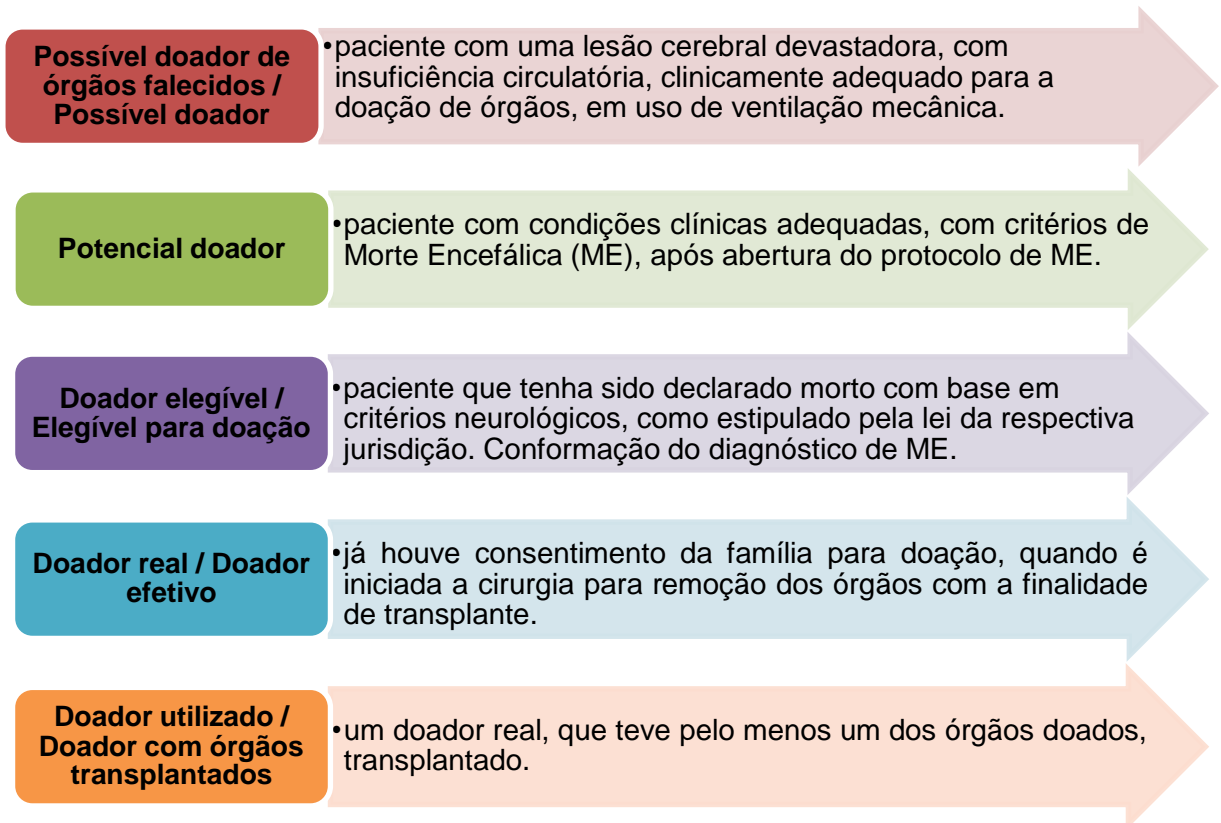 Possível doador de
órgãos falecidos /
Possível doador
•paciente com uma lesão cerebral devastadora, com
insuficiência circulatória, clinicamente adequado para a
doação de órgãos, em uso de ventilação mecânica.
Potencial doador
•paciente com condições clínicas adequadas, com critérios de
Morte Encefálica (ME), após abertura do protocolo de ME.
Doador elegível /
Elegível para doação
•paciente que tenha sido declarado morto com base em
critérios neurológicos, como estipulado pela lei da respectiva
jurisdição. Conformação do diagnóstico de ME.
Doador real / Doador
efetivo
•já houve consentimento da família para doação, quando é
iniciada a cirurgia para remoção dos órgãos com a finalidade
de transplante.
Doador utilizado /
Doador com órgãos
transplantados
•um doador real, que teve pelo menos um dos órgãos doados,
transplantado.